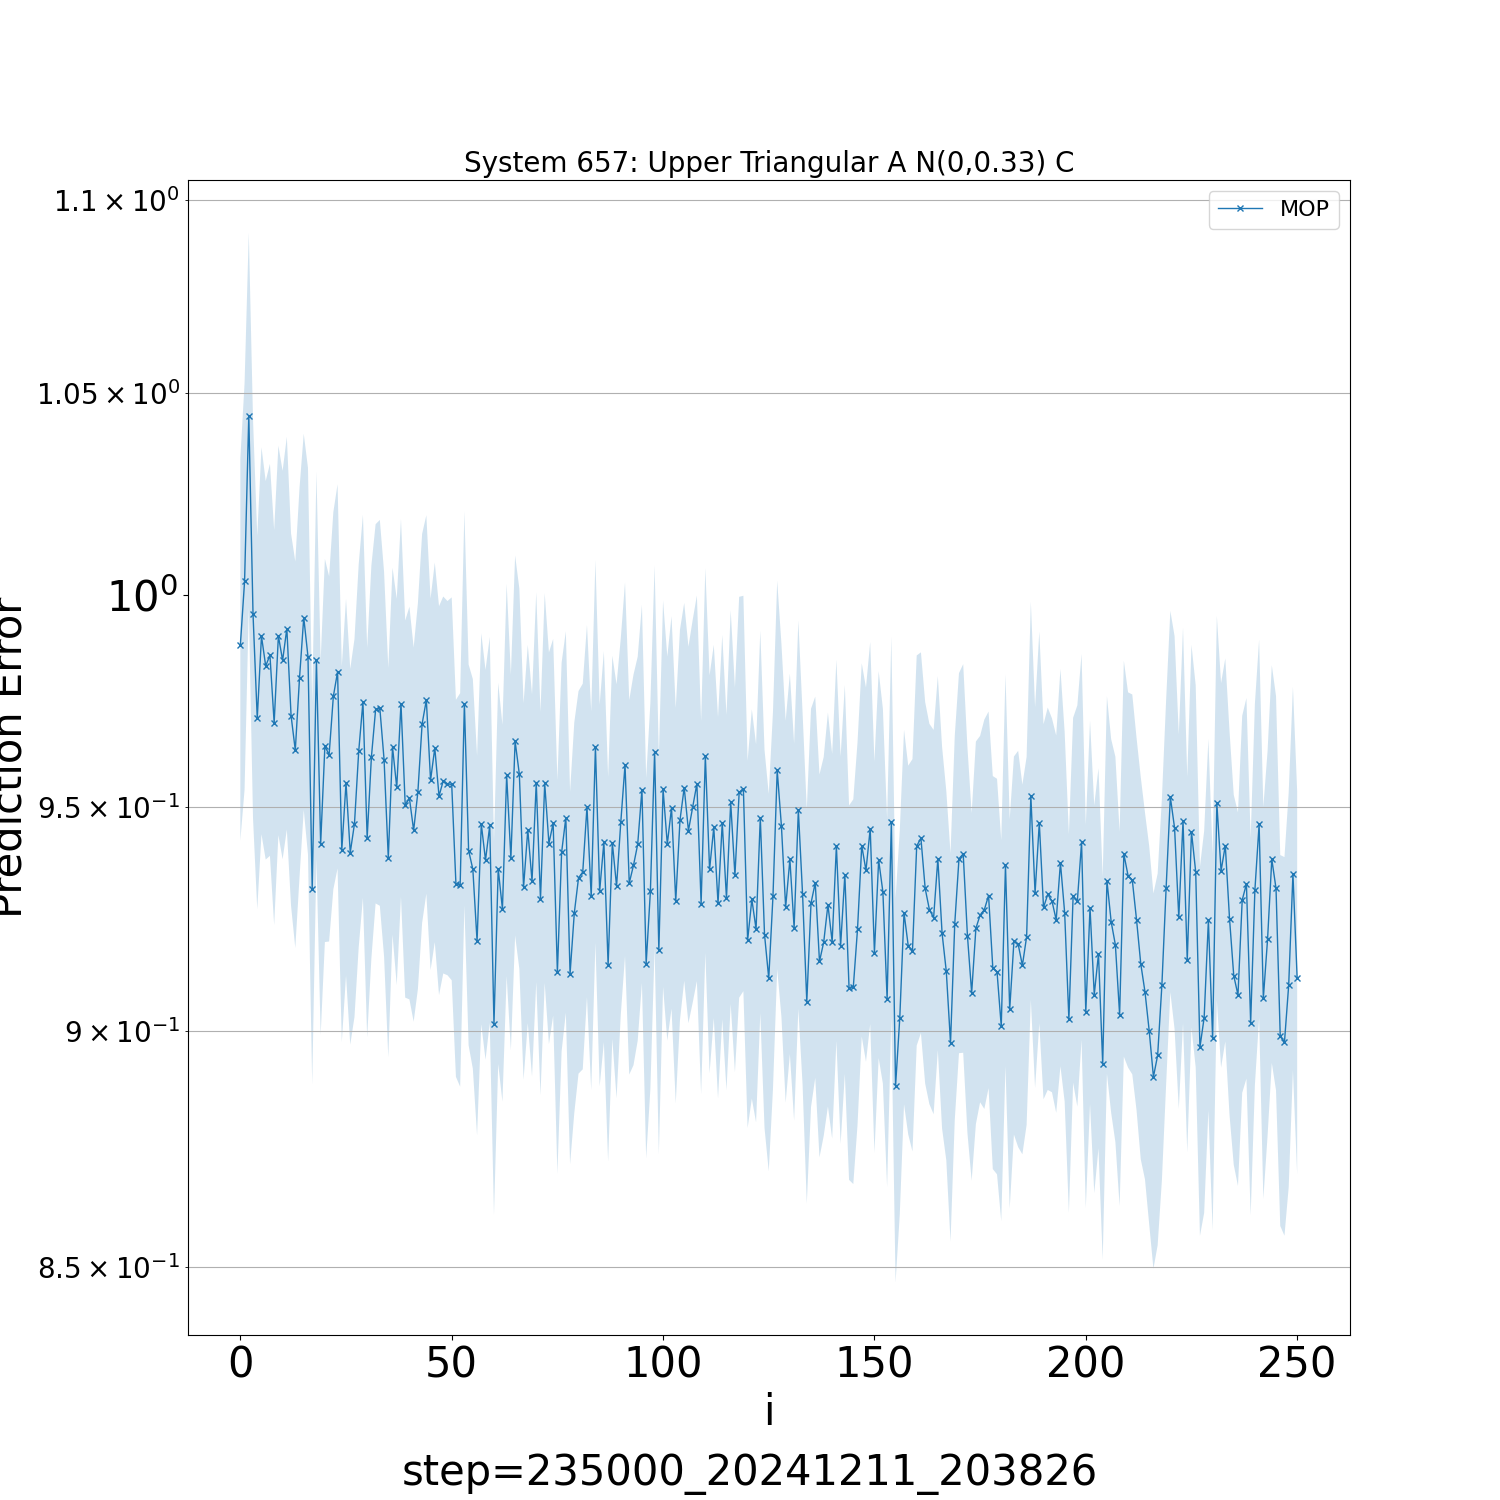 System 657: Upper Triangular A N(0,0.33) C
MOP
1.1 × 10⁰
1.05 × 10⁰
10⁰
9.5 × 10⁻¹
9 × 10⁻¹
8.5 × 10⁻¹
Prediction Error
0 50 100 150 200 250
i
step=235000_20241211_203826